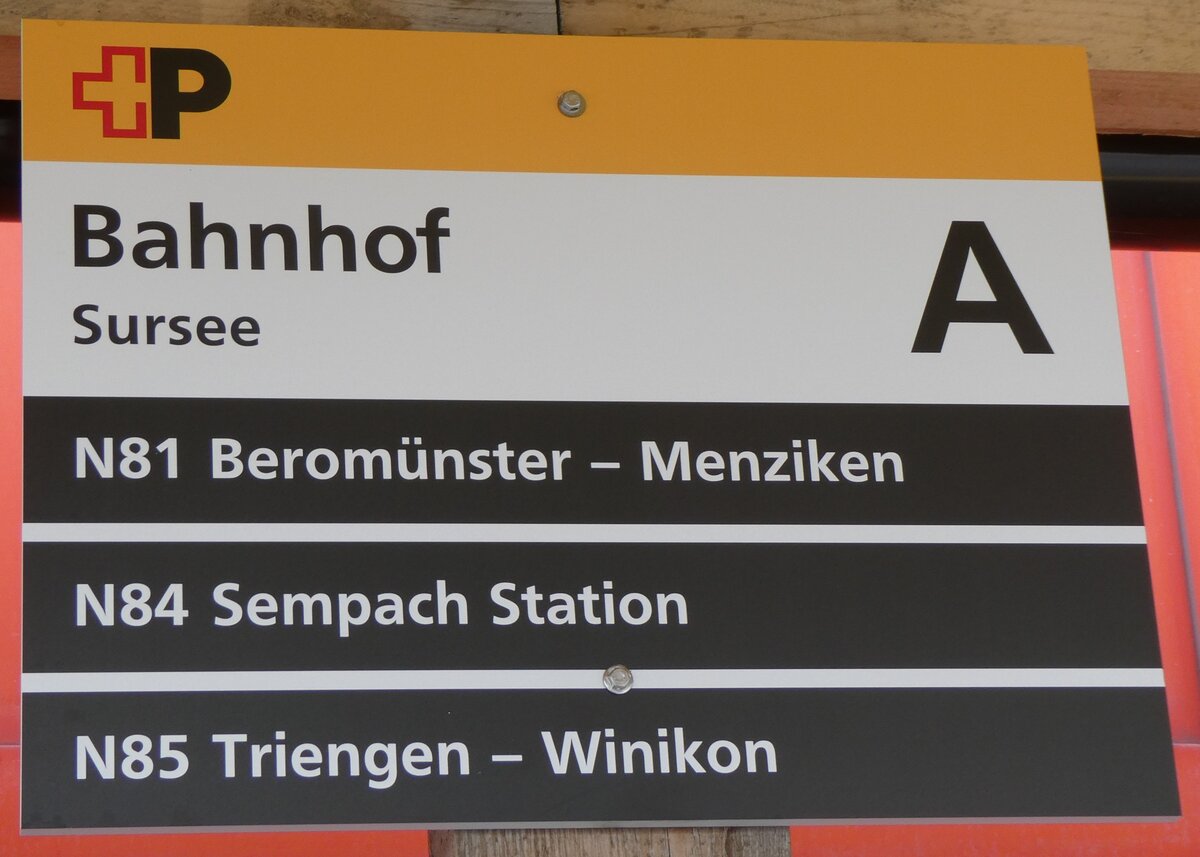 P
Bahnhof
Sursee
A
N81 Beromünster – Menziken
N84 Sempach Station
N85 Triengen – Winikon